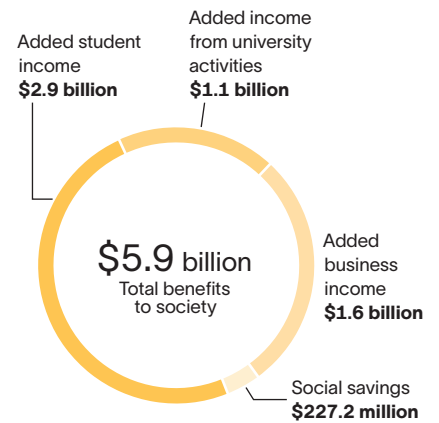 Added student
income
$2.9 billion
Added income
from university
activities
$1.1 billion
$5.9 billion
Total benefits
to society
Added
business
income
$1.6 billion
Social savings
$227.2 million